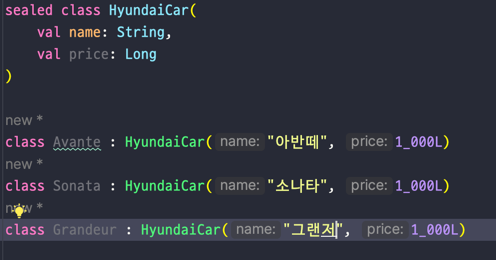 sealed class HyundaiCar(
val name: String,
val price: Long
)
new *
class Avante : HyundaiCar( name: "아반떼", price: 1_000L)
new *
class Sonata : HyundaiCar( name: "소나타", price: 1_000L)
new *
class Grandeur : HyundaiCar( name: "그랜저", price: 1_000L)